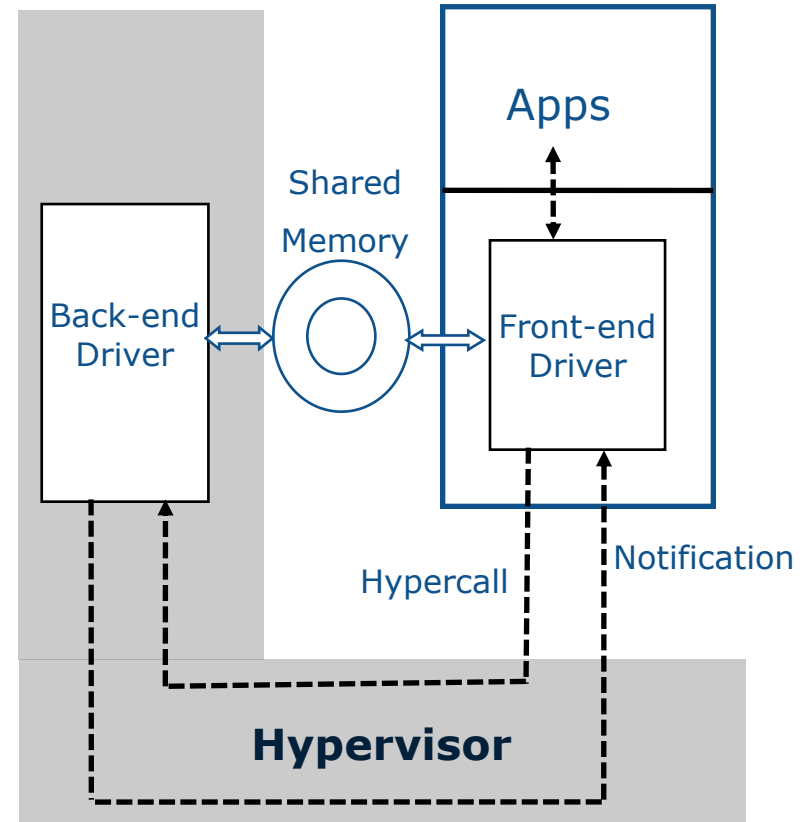 Apps
Shared
Memory
Back-end
Driver
Front-end
Driver
Notification
Hypercall
Hypervisor